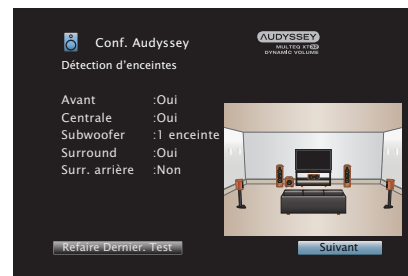 Conf. Audyssey
AUDYSSEY
MULTEQ XT32
DYNAMIC VOLUME
Détection d'enceintes
Avant :Oui
Centrale :Oui
Subwoofer :1 enceinte
Surround :Oui
Surr. arrière :Non
Refaire Dernier. Test
Suivant